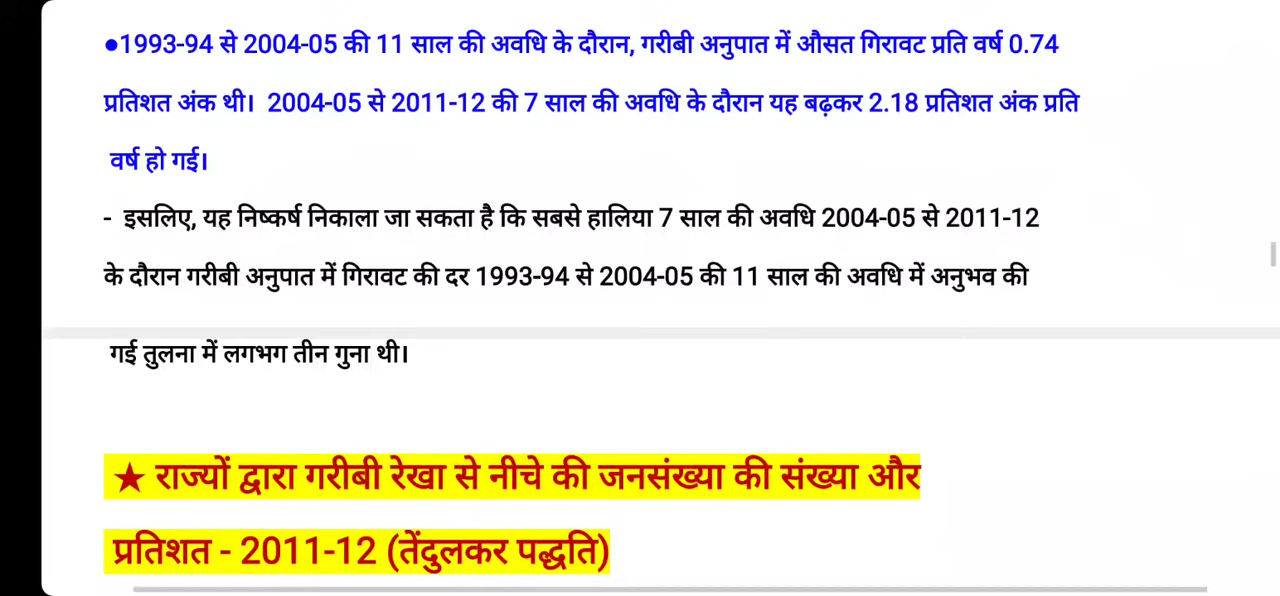 ●1993-94 से 2004-05 की 11 साल की अवधि के दौरान, गरीबी अनुपात में औसत गिरावट प्रति वर्ष 0.74
प्रतिशत अंक थी। 2004-05 से 2011-12 की 7 साल की अवधि के दौरान यह बढ़कर 2.18 प्रतिशत अंक प्रति
वर्ष हो गई।
- इसलिए, यह निष्कर्ष निकाला जा सकता है कि सबसे हालिया 7 साल की अवधि 2004-05 से 2011-12
के दौरान गरीबी अनुपात में गिरावट की दर 1993-94 से 2004-05 की 11 साल की अवधि में अनुभव की
गई तुलना में लगभग तीन गुना थी।
★ राज्यों द्वारा गरीबी रेखा से नीचे की जनसंख्या की संख्या और
प्रतिशत - 2011-12 (तेंदुलकर पद्धति)